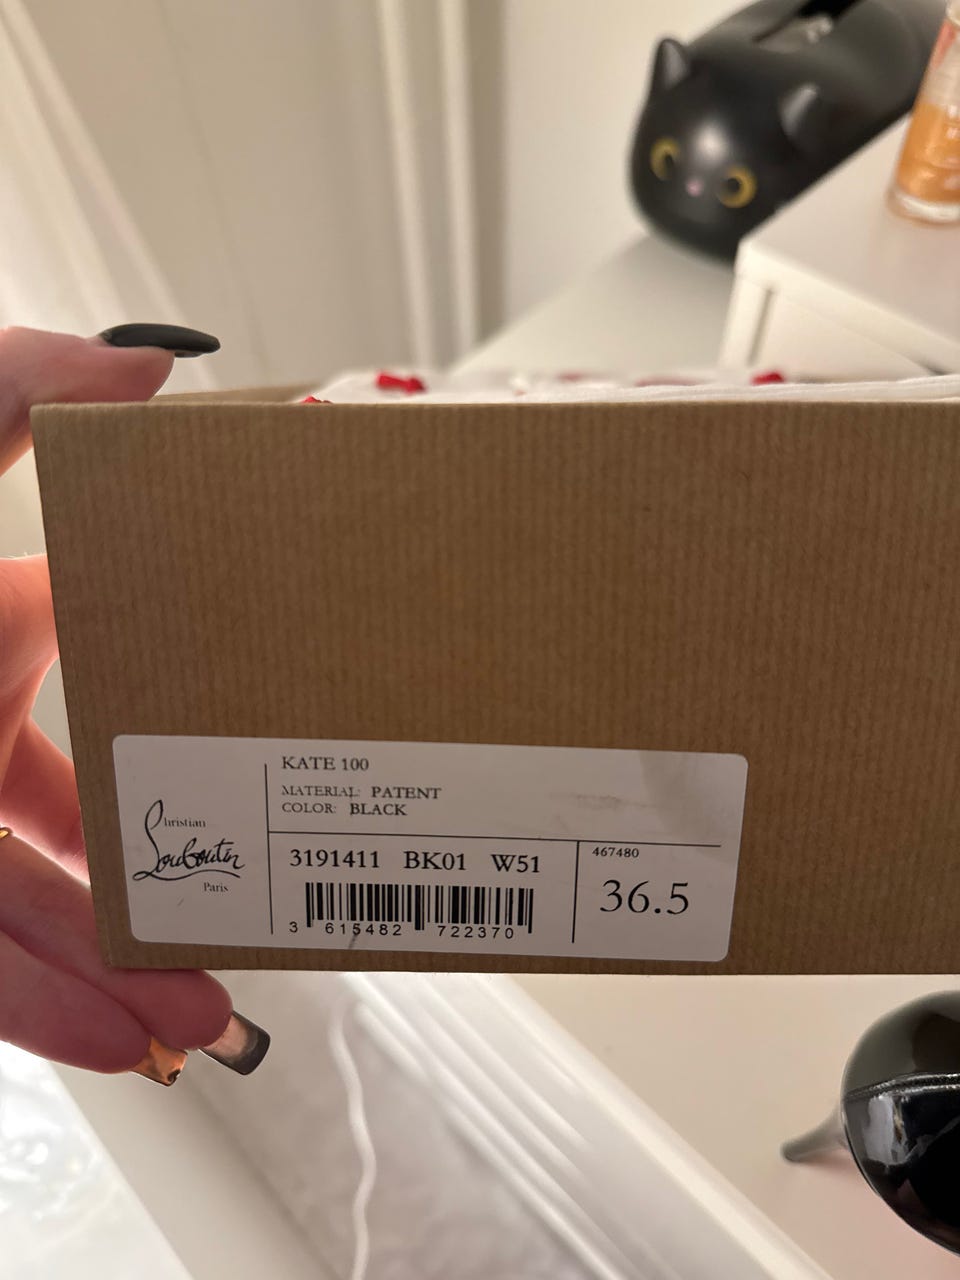 KATE 100
MATERIAL: PATENT
COLOR: BLACK
Christian
Louboutin
Paris
3191411 BK01 W51
467480
36.5
3 615482 722370